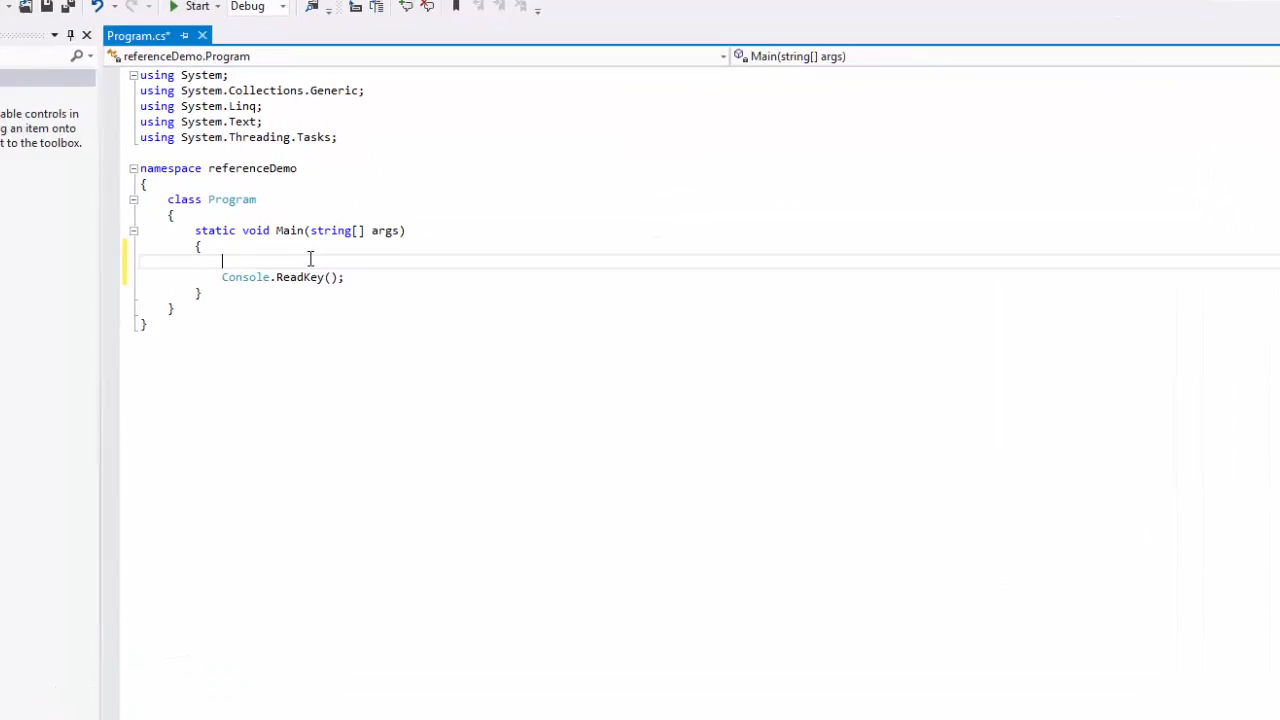 Start Debug
Program.cs*
referenceDemo.Program Main(string[] args)
using System;
using System.Collections.Generic;
using System.Linq;
using System.Text;
using System.Threading.Tasks;
able controls in
g an item onto
t to the toolbox.
namespace referenceDemo
{
class Program
{
static void Main(string[] args)
{
Console.ReadKey();
}
}
}